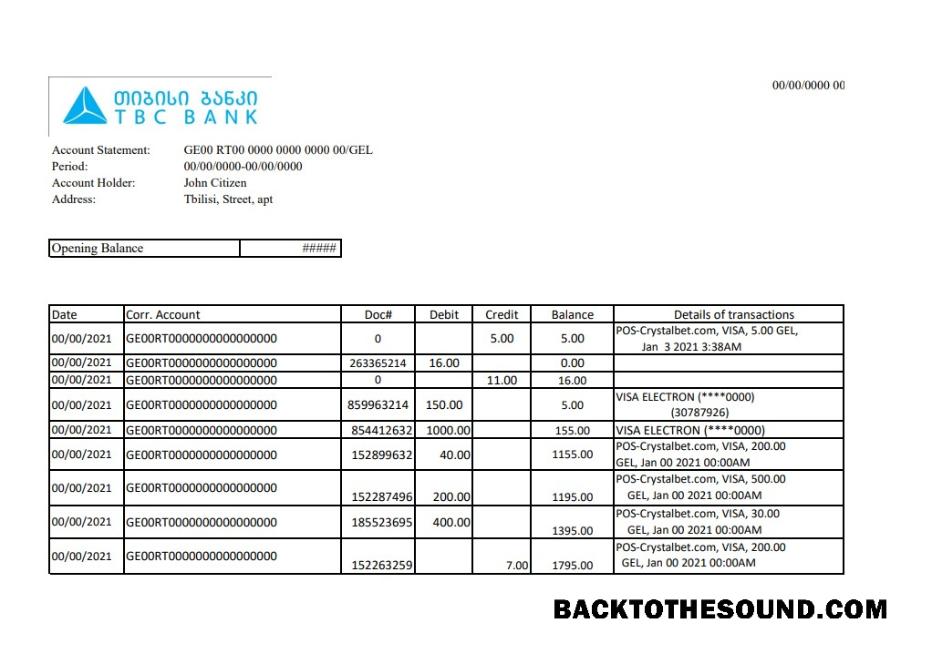 00/00/0000 00
თიბისი ბანკი
TBC BANK
Account Statement: GE00 RT00 0000 0000 0000 00/GEL
Period: 00/00/0000-00/00/0000
Account Holder: John Citizen
Address: Tbilisi, Street, apt
Opening Balance #####
Date Corr. Account Doc# Debit Credit Balance Details of transactions
00/00/2021 GE00RT0000000000000000 0 5.00 5.00 POS-Crystalbet.com, VISA, 5.00 GEL,
Jan 3 2021 3:38AM
00/00/2021 GE00RT0000000000000000 263365214 16.00 0.00
00/00/2021 GE00RT0000000000000000 0 11.00 16.00
00/00/2021 GE00RT0000000000000000 859963214 150.00 5.00 VISA ELECTRON (****0000)
(30787926)
00/00/2021 GE00RT0000000000000000 854412632 1000.00 155.00 VISA ELECTRON (****0000)
00/00/2021 GE00RT0000000000000000 152899632 40.00 1155.00 POS-Crystalbet.com, VISA, 200.00
GEL, Jan 00 2021 00:00AM
00/00/2021 GE00RT0000000000000000 152287496 200.00 1195.00 POS-Crystalbet.com, VISA, 500.00
GEL, Jan 00 2021 00:00AM
00/00/2021 GE00RT0000000000000000 185523695 400.00 1395.00 POS-Crystalbet.com, VISA, 30.00
GEL, Jan 00 2021 00:00AM
00/00/2021 GE00RT0000000000000000 152263259 7.00 1795.00 POS-Crystalbet.com, VISA, 200.00
GEL, Jan 00 2021 00:00AM
BACKTOTHESOUND.COM